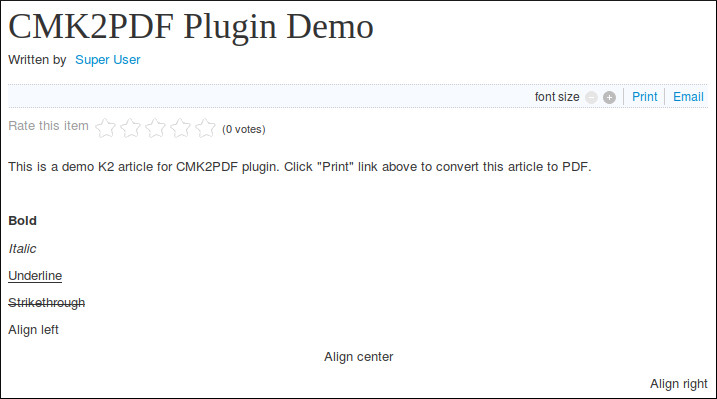 CMK2PDF Plugin Demo
Written by Super User
font size Print Email
Rate this item (0 votes)
This is a demo K2 article for CMK2PDF plugin. Click "Print" link above to convert this article to PDF.
Bold
Italic
Underline
Strikethrough
Align left
Align center
Align right